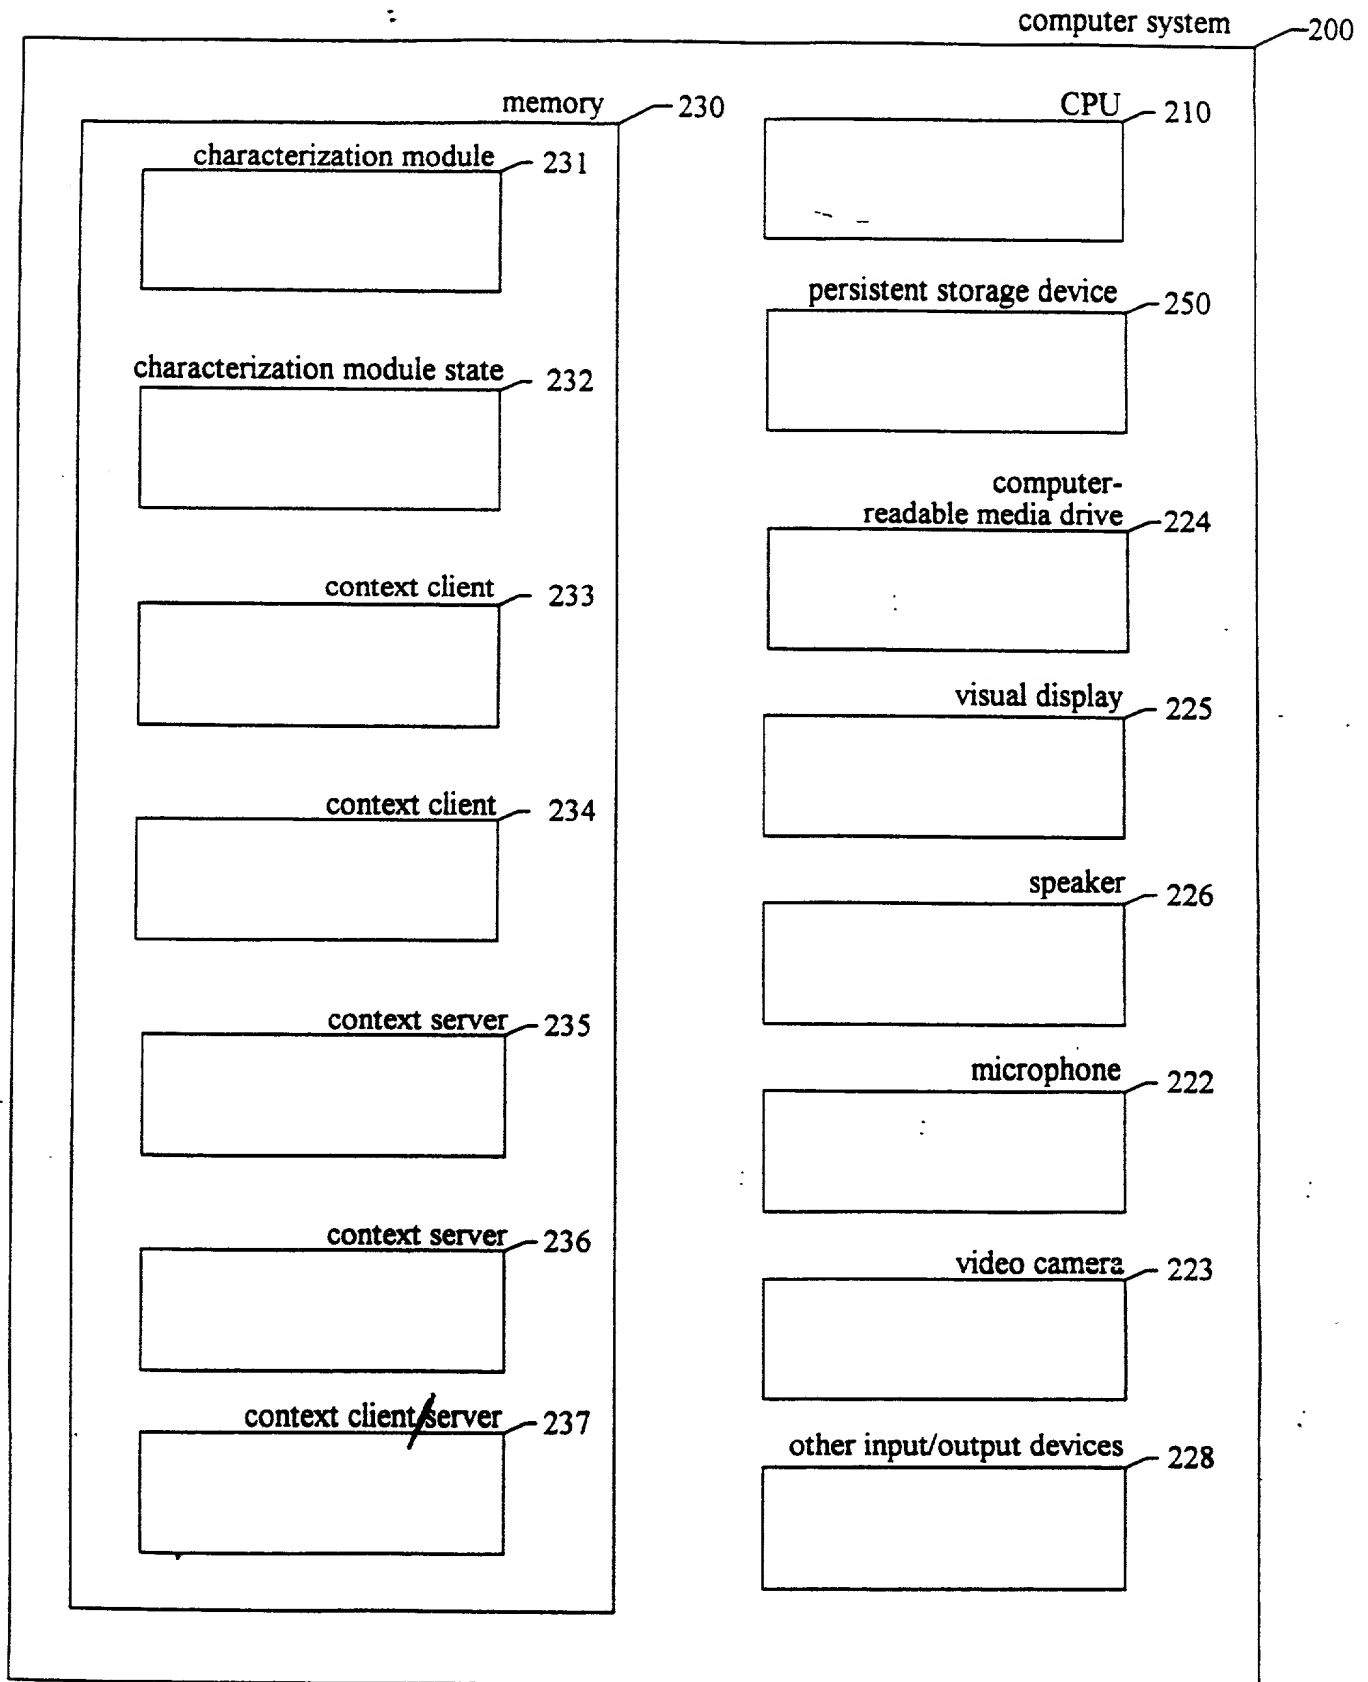 computer system 200
memory 230
characterization module 231
characterization module state 232
context client 233
context client 234
context server 235
context server 236
context client/server 237
CPU 210
persistent storage device 250
computer-
readable media drive 224
visual display 225
speaker 226
microphone 222
video camera 223
other input/output devices 228